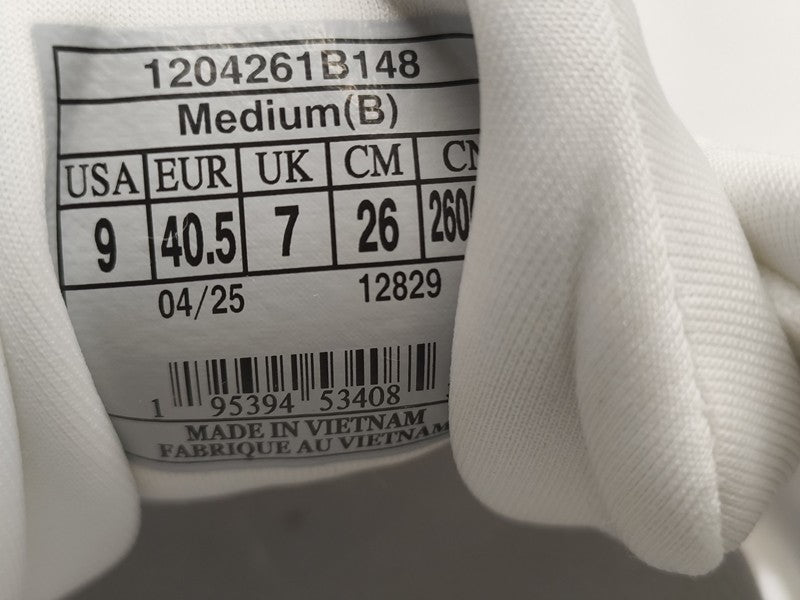 1204261B148
Medium(B)
USA EUR UK CM
9 40.5 7 26
04/25 12829
1 95394 53408
MADE IN VIETNAM
FABRIQUE AU VIETNAM